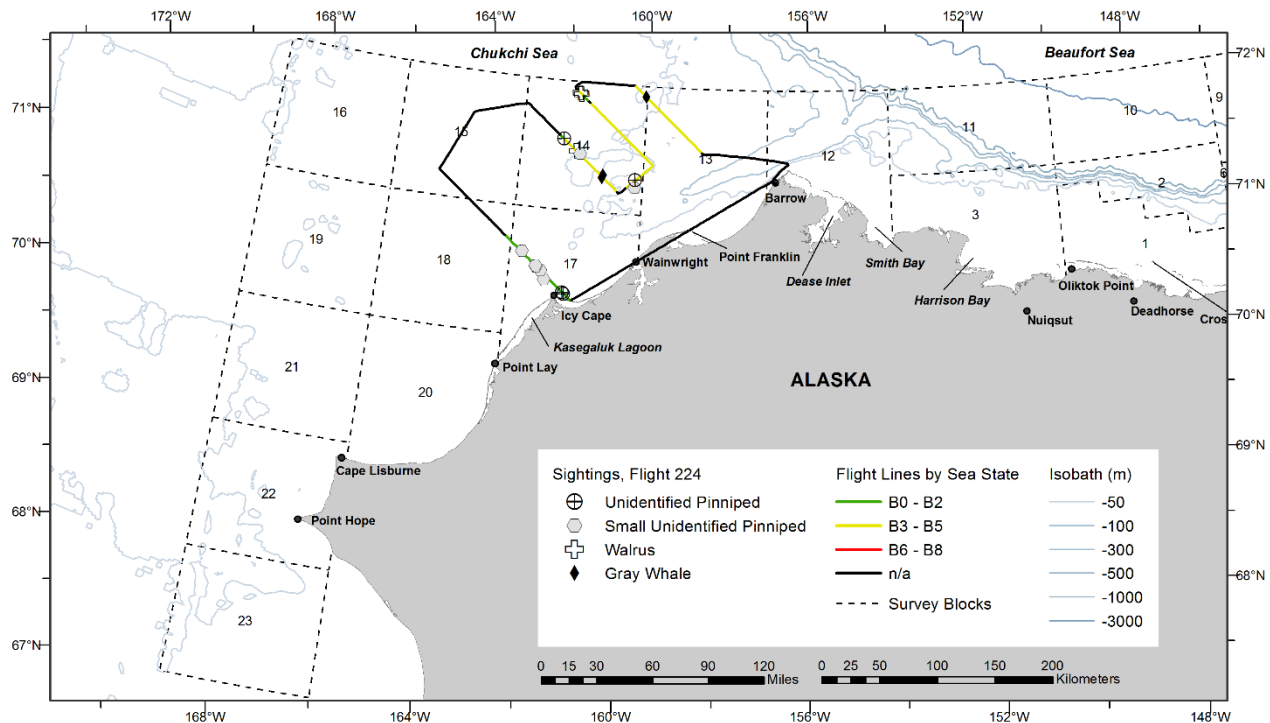 172°W 168°W 164°W 160°W 156°W 152°W 148°W
Chukchi Sea Beaufort Sea
72°N
71°N
16
15
14
13
12
11
10
9
71°N
2
6
Barrow
3
19
70°N
18
17
Wainwright
Point Franklin
Dease Inlet
Smith Bay
Harrison Bay
1
Oliktok Point
Deadhorse
Nuiqsut
Cros
70°N
Icy Cape
Kasegaluk Lagoon
Point Lay
69°N
21
20
ALASKA
Cape Lisburne
69°N
22
Point Hope
68°N
68°N
23
67°N
Sightings, Flight 224
Unidentified Pinniped
Small Unidentified Pinniped
Walrus
Gray Whale
Flight Lines by Sea State
B0 - B2
B3 - B5
B6 - B8
n/a
Survey Blocks
Isobath (m)
-50
-100
-300
-500
-1000
-3000
0 15 30 60 90 120
Miles
0 25 50 100 150 200
Kilometers
168°W 164°W 160°W 156°W 152°W 148°W